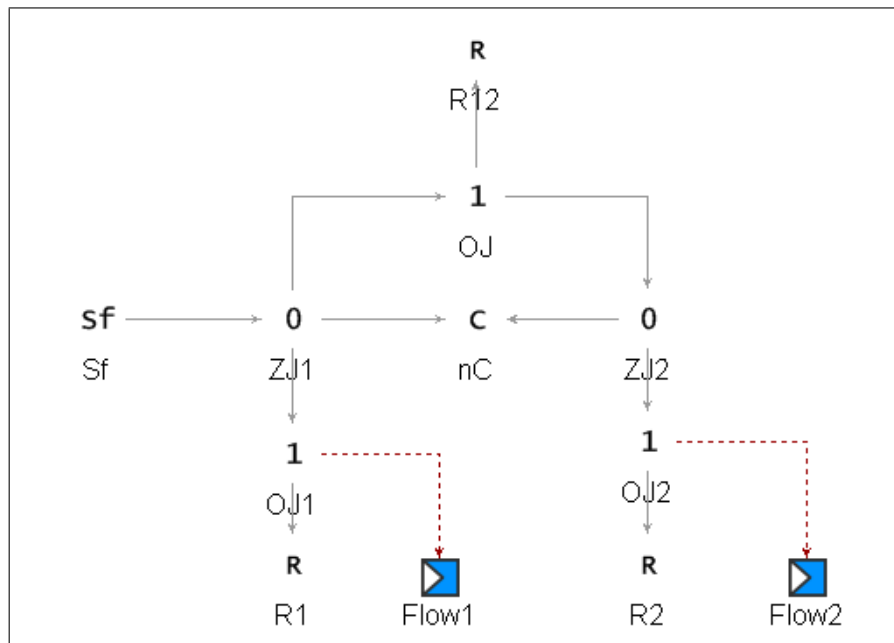 R
R12
1
OJ
Sf 0 C 0
Sf ZJ1 nC ZJ2
1 1
OJ1 OJ2
R R
R1 Flow1 R2 Flow2